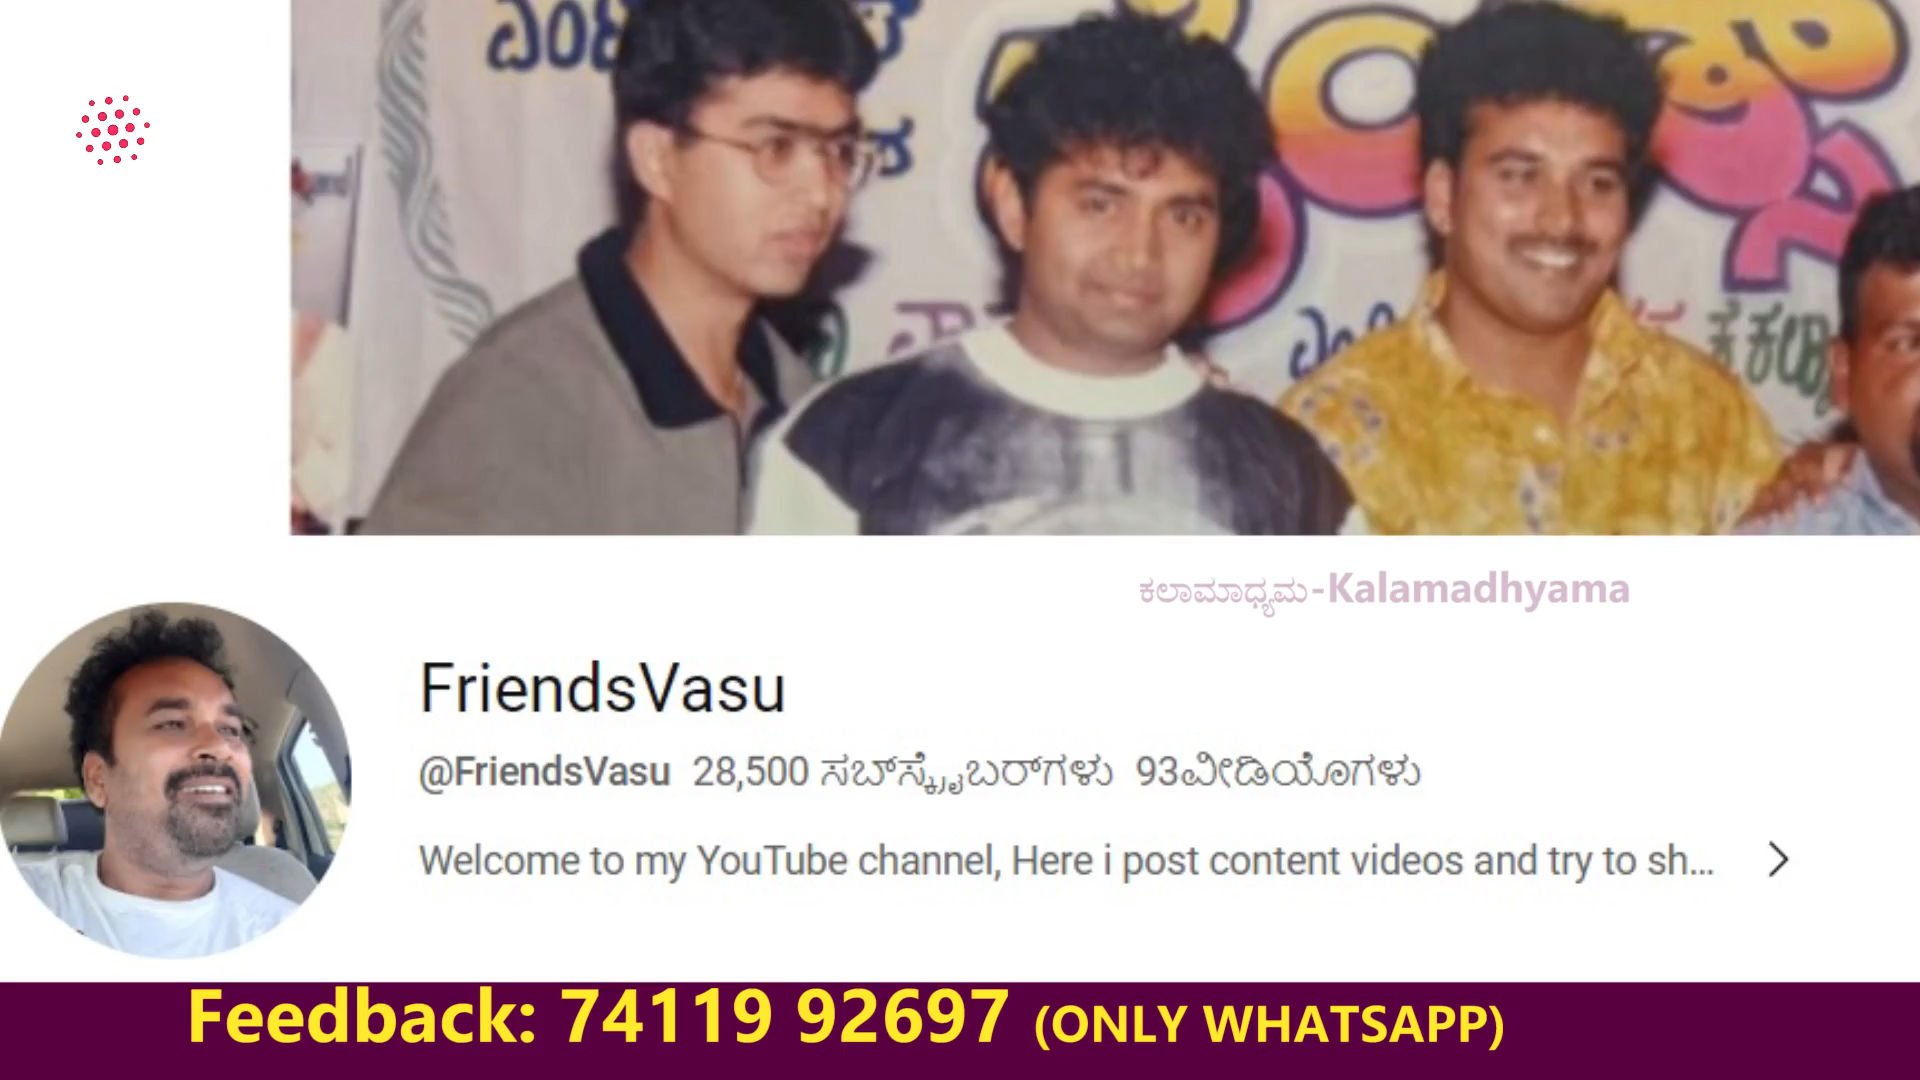 ಎಂಟ
ಕಲಾಮಾಧ್ಯಮ-Kalamadhyama
FriendsVasu
@FriendsVasu 28,500 ಸಬ್‌ಸ್ಕ್ರೈಬರ್‌ಗಳು 93ವೀಡಿಯೊಗಳು
Welcome to my YouTube channel, Here i post content videos and try to sh...
Feedback: 74119 92697 (ONLY WHATSAPP)